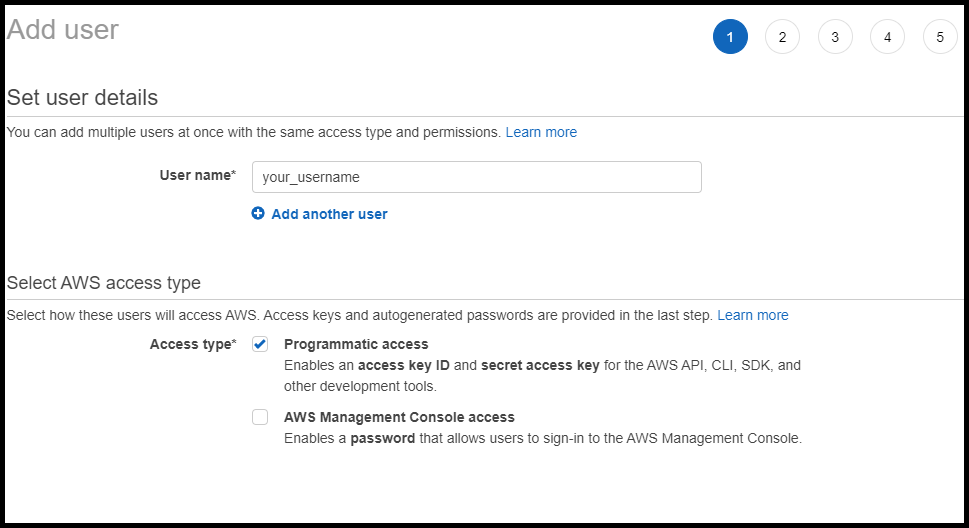 Add user
1 2 3 4 5
Set user details
You can add multiple users at once with the same access type and permissions. Learn more
User name* your_username
Add another user
Select AWS access type
Select how these users will access AWS. Access keys and autogenerated passwords are provided in the last step. Learn more
Access type* Programmatic access
Enables an access key ID and secret access key for the AWS API, CLI, SDK, and
other development tools.
AWS Management Console access
Enables a password that allows users to sign-in to the AWS Management Console.